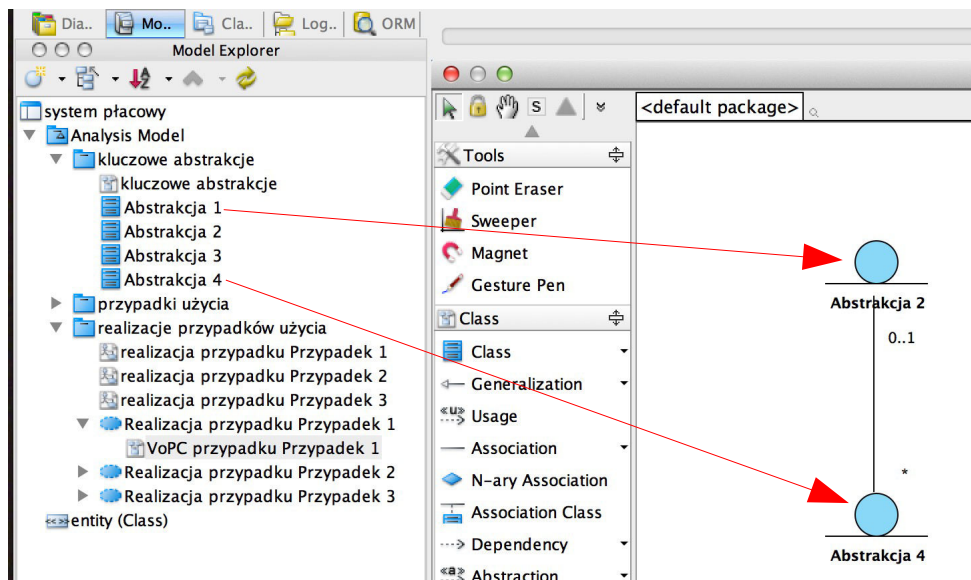 Dia..
Mo..
Cla..
Log..
ORM
Model Explorer
system płacowy
Analysis Model
kluczowe abstrakcje
kluczowe abstrakcje
Abstrakcja 1
Abstrakcja 2
Abstrakcja 3
Abstrakcja 4
przypadki użycia
realizacje przypadków użycia
realizacja przypadku Przypadek 1
realizacja przypadku Przypadek 2
realizacja przypadku Przypadek 3
Realizacja przypadku Przypadek 1
VoPC przypadku Przypadek 1
Realizacja przypadku Przypadek 2
Realizacja przypadku Przypadek 3
<<>> entity (Class)
S
<default package>
Tools
Point Eraser
Sweeper
Magnet
Gesture Pen
Class
Class
Generalization
«u» Usage
Association
N-ary Association
Association Class
Dependency
«a» Abstraction
Abstrakcja 2
0..1
*
Abstrakcja 4